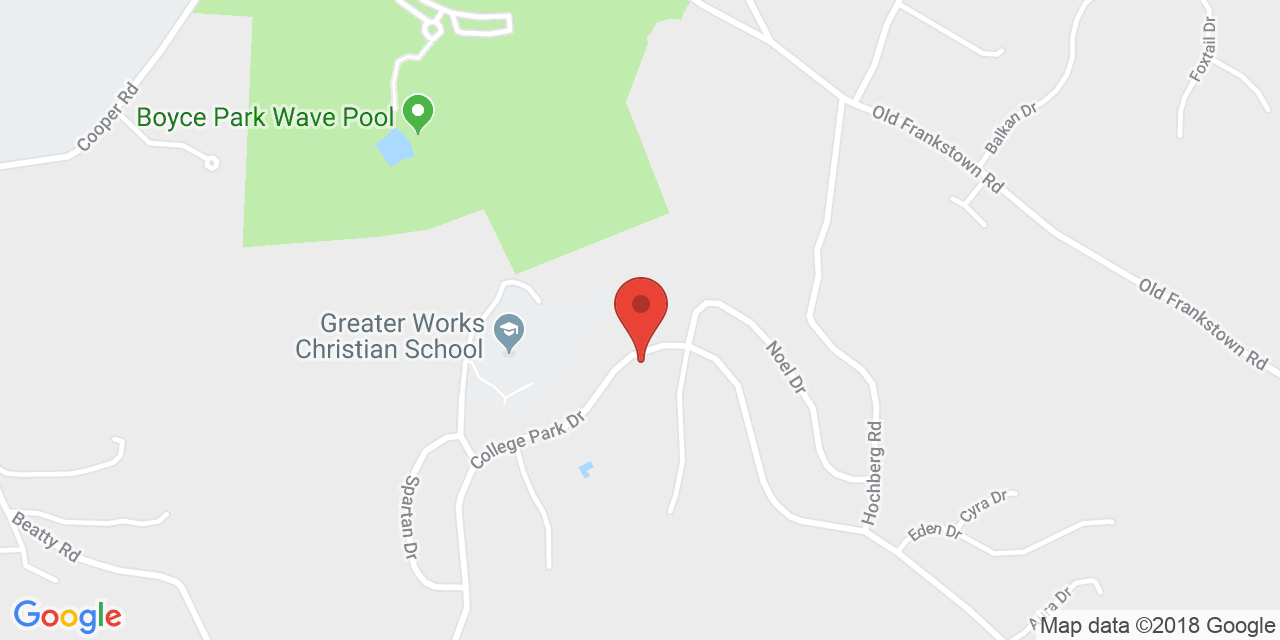 Foxtail Dr
Cooper Rd
Boyce Park Wave Pool
Old Frankstown Rd
Balkan Dr
Old Frankstown Rd
Greater Works
Christian School
Noel Dr
College Park Dr
Hochberg Rd
Spartan Dr
Beatty Rd
Cyra Dr
Eden Dr
Dr
Google
Map data ©2018 Google